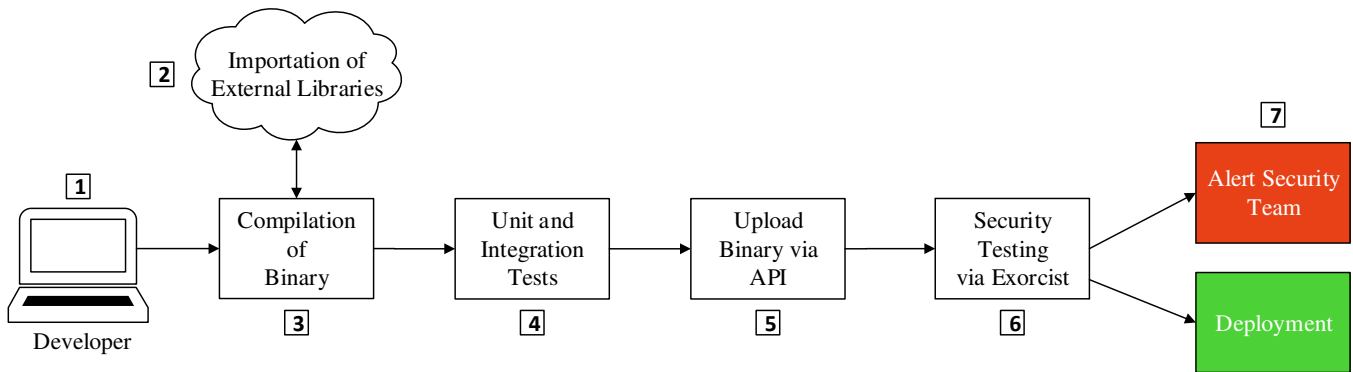 2
Importation of
External Libraries
1
Developer
Compilation
of
Binary
3
Unit and
Integration
Tests
4
Upload
Binary via
API
5
Security
Testing
via Exorcist
6
7
Alert Security
Team
Deployment